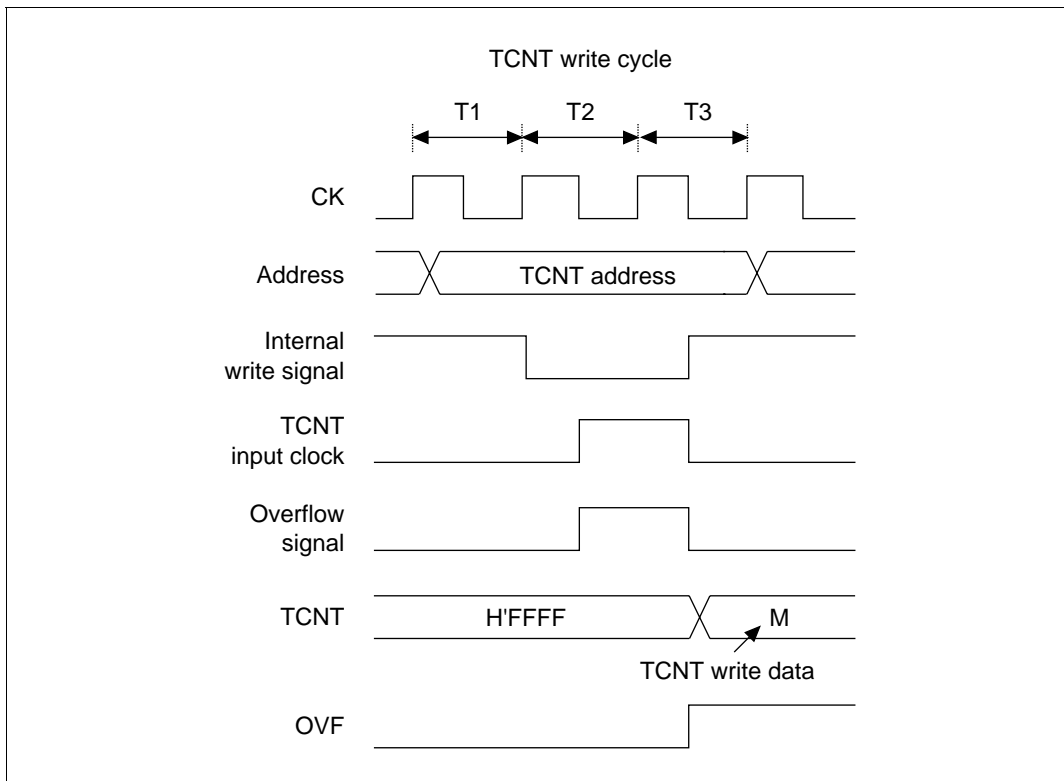 TCNT write cycle
T1 T2 T3
CK
Address
TCNT address
Internal
write signal
TCNT
input clock
Overflow
signal
TCNT
H'FFFF
M
TCNT write data
OVF